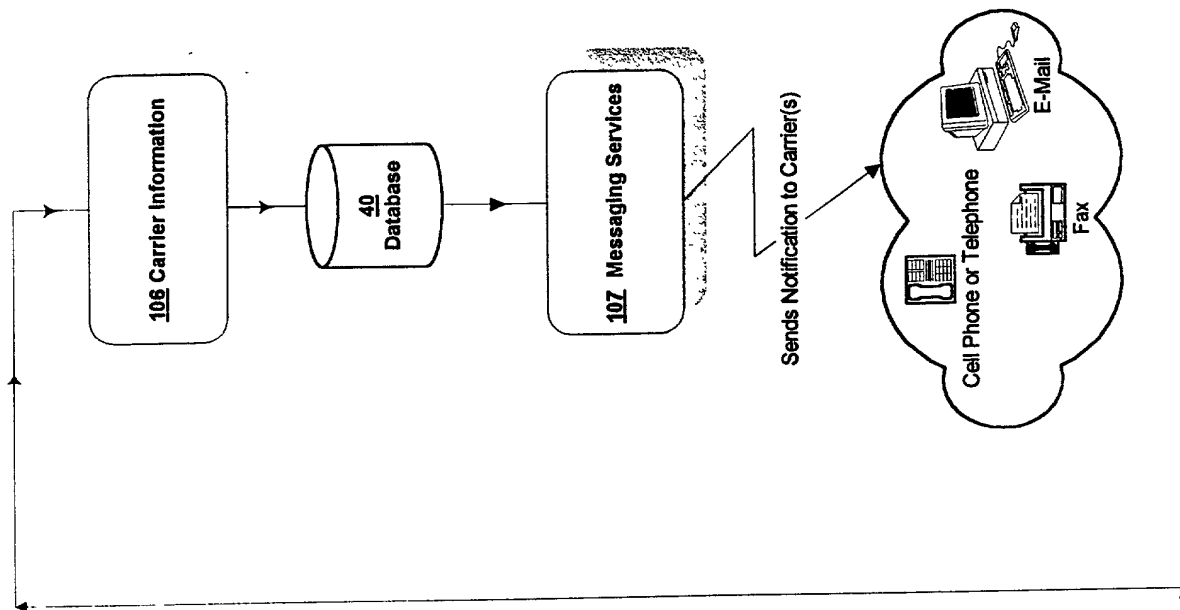 106 Carrier Information
40
Database
107 Messaging Services
Sends Notification to Carrier(s)
Cell Phone or Telephone
Fax
E-Mail